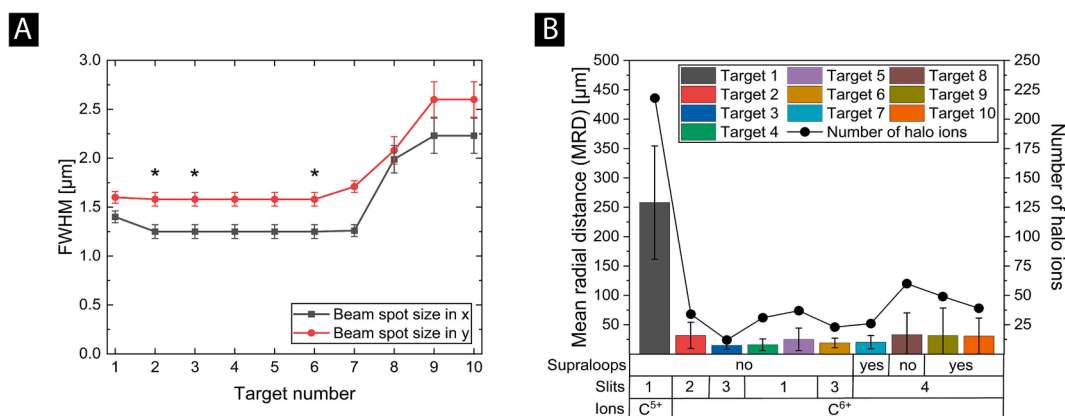 A
FWHM [µm]
3.0
2.5
2.0
1.5
1.0
0.5
0.0
* * *
Beam spot size in x
Beam spot size in y
1 2 3 4 5 6 7 8 9 10
Target number
B
Mean radial distance (MRD) [µm]
500
450
400
350
300
250
200
150
100
50
Target 1 Target 5 Target 8
Target 2 Target 6 Target 9
Target 3 Target 7 Target 10
Target 4 Number of halo ions
250
225
200
175
150
125
100
75
50
25
Number of halo ions
Supraloops no yes no yes
Slits 1 2 3 1 3 4
Ions C⁵⁺ C⁶⁺